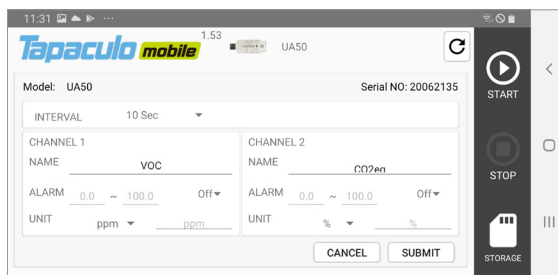 11:31
Tapaculo mobile 1.53 UA50
Model: UA50 Serial NO: 20062135
START
INTERVAL 10 Sec
CHANNEL 1
NAME VOC
ALARM 0.0 ~ 100.0 Off
UNIT ppm ppm
CHANNEL 2
NAME CO2eq
ALARM 0.0 ~ 100.0 Off
UNIT % %
STOP
CANCEL SUBMIT
STORAGE